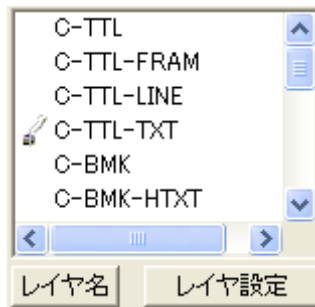 C-TTL
C-TTL-FRAM
C-TTL-LINE
C-TTL-TXT
C-BMK
C-BMK-HTXT
レイヤ名 レイヤ設定